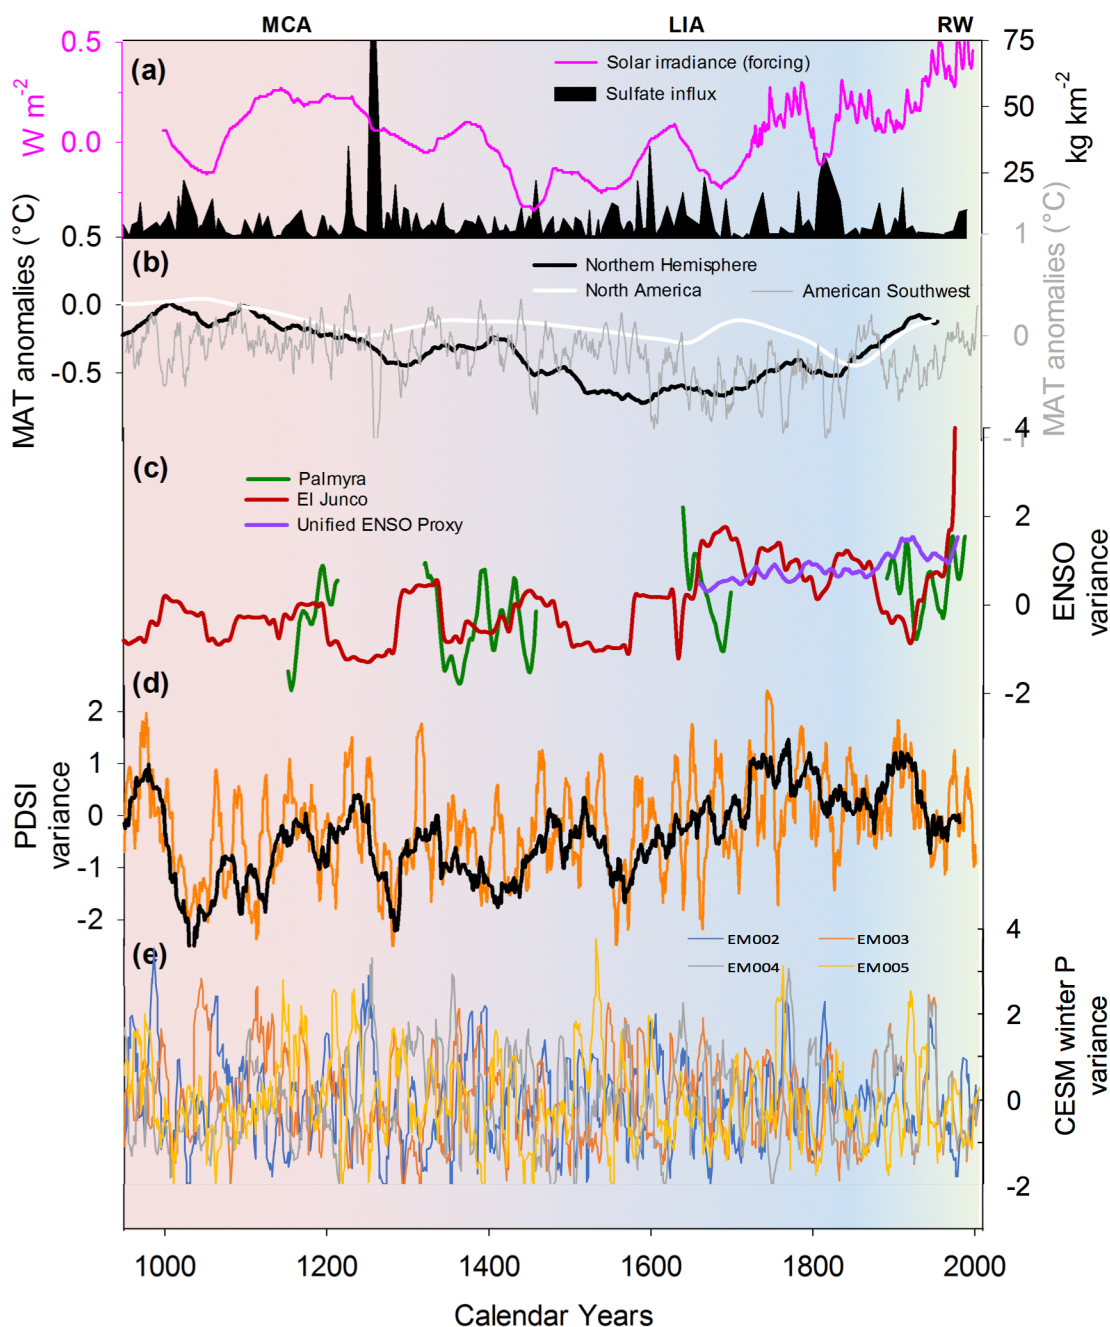 MCA LIA RW
(a)
0.5
0.0
0.5
W m-2
Solar irradiance (forcing)
Sulfate influx
75
50
25
1
kg km-2
(b)
0.0
-0.5
MAT anomalies (°C)
Northern Hemisphere
North America
American Southwest
0
-1
MAT anomalies (°C)
(c)
Palmyra
El Junco
Unified ENSO Proxy
4
2
0
-2
ENSO
variance
(d)
2
1
0
-1
-2
PDSI
variance
(e)
EM002 EM003
EM004 EM005
4
2
0
-2
CESM winter P
variance
1000 1200 1400 1600 1800 2000
Calendar Years